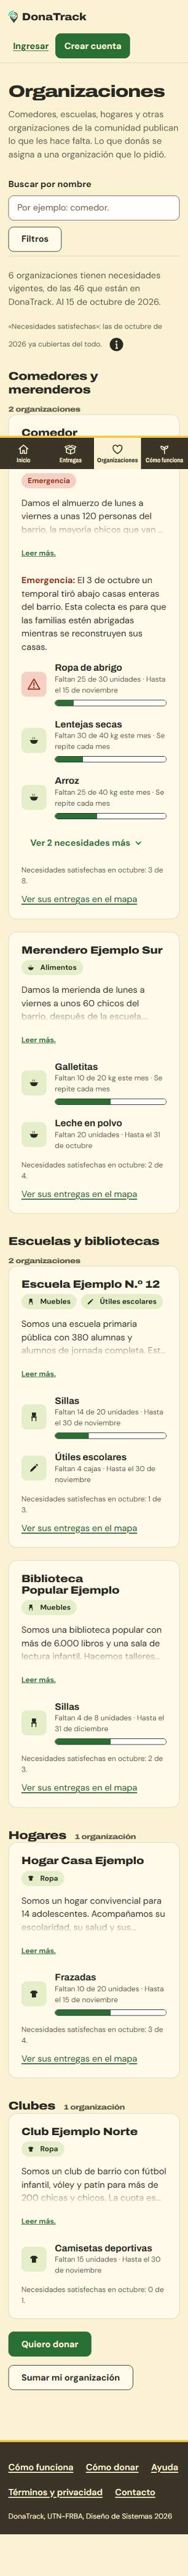 DonaTrack
Ingresar
Crear cuenta
Organizaciones
Comedores, escuelas, hogares y otras
organizaciones de la comunidad publican
lo que les hace falta. Lo que donás se
asigna a una organización que lo pidió.
Buscar por nombre
Por ejemplo: comedor.
Filtros
6 organizaciones tienen necesidades
vigentes, de las 46 que están en
DonaTrack. Al 15 de octubre de 2026.
«Necesidades satisfechas»: las de octubre de
2026 ya cubiertas del todo.
Comedores y
merenderos
2 organizaciones
Comedor
Inicio
Entregas
Organizaciones
Cómo funciona
Emergencia
Damos el almuerzo de lunes a
viernes a unas 120 personas del
barrio, la mayoría chicos que van ...
Leer más.
Emergencia: El 3 de octubre un
temporal tiró abajo casas enteras
del barrio. Esta colecta es para que
las familias estén abrigadas
mientras se reconstruyen sus
casas.
Ropa de abrigo
Faltan 25 de 30 unidades · Hasta
el 15 de noviembre
Lentejas secas
Faltan 30 de 40 kg este mes · Se
repite cada mes
Arroz
Faltan 25 de 40 kg este mes · Se
repite cada mes
Ver 2 necesidades más
Necesidades satisfechas en octubre: 3 de
8.
Ver sus entregas en el mapa
Merendero Ejemplo Sur
Alimentos
Damos la merienda de lunes a
viernes a unos 60 chicos del
barrio, después de la escuela....
Leer más.
Galletitas
Faltan 10 de 20 kg este mes · Se
repite cada mes
Leche en polvo
Faltan 20 unidades · Hasta el 31
de octubre
Necesidades satisfechas en octubre: 2 de
4.
Ver sus entregas en el mapa
Escuelas y bibliotecas
2 organizaciones
Escuela Ejemplo N.º 12
Muebles
Útiles escolares
Somos una escuela primaria
pública con 380 alumnas y
alumnos de jornada completa. Est...
Leer más.
Sillas
Faltan 14 de 20 unidades · Hasta
el 30 de noviembre
Útiles escolares
Faltan 4 cajas · Hasta el 30 de
noviembre
Necesidades satisfechas en octubre: 1 de
3.
Ver sus entregas en el mapa
Biblioteca
Popular Ejemplo
Muebles
Somos una biblioteca popular con
más de 6.000 libros y una sala de
lectura infantil. Hacemos talleres...
Leer más.
Sillas
Faltan 4 de 8 unidades · Hasta el
31 de diciembre
Necesidades satisfechas en octubre: 2 de
3.
Ver sus entregas en el mapa
Hogares
1 organización
Hogar Casa Ejemplo
Ropa
Somos un hogar convivencial para
14 adolescentes. Acompañamos su
escolaridad, su salud y sus...
Leer más.
Frazadas
Faltan 10 de 20 unidades · Hasta
el 15 de noviembre
Necesidades satisfechas en octubre: 3 de
4.
Ver sus entregas en el mapa
Clubes
1 organización
Club Ejemplo Norte
Ropa
Somos un club de barrio con fútbol
infantil, vóley y patín para más de
200 chicas y chicos. La cuota es...
Leer más.
Camisetas deportivas
Faltan 15 unidades · Hasta el 30
de noviembre
Necesidades satisfechas en octubre: 0 de
1.
Quiero donar
Sumar mi organización
Cómo funciona
Cómo donar
Ayuda
Términos y privacidad
Contacto
DonaTrack, UTN-FRBA, Diseño de Sistemas 2026